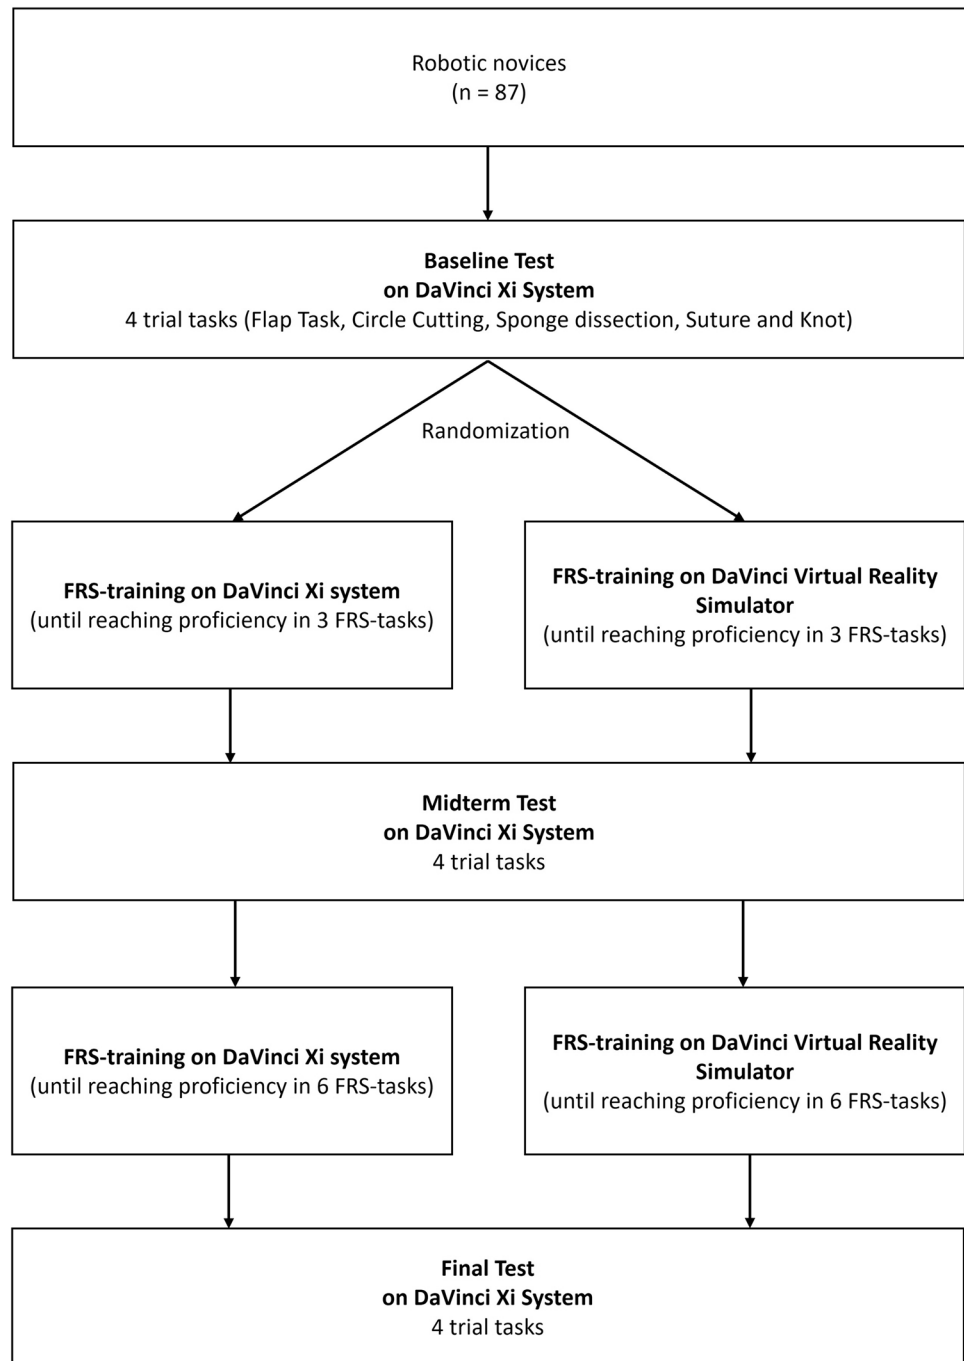 Robotic novices
(n = 87)
Baseline Test
on DaVinci Xi System
4 trial tasks (Flap Task, Circle Cutting, Sponge dissection, Suture and Knot)
Randomization
FRS-training on DaVinci Xi system
(until reaching proficiency in 3 FRS-tasks)
FRS-training on DaVinci Virtual Reality
Simulator
(until reaching proficiency in 3 FRS-tasks)
Midterm Test
on DaVinci Xi System
4 trial tasks
FRS-training on DaVinci Xi system
(until reaching proficiency in 6 FRS-tasks)
FRS-training on DaVinci Virtual Reality
Simulator
(until reaching proficiency in 6 FRS-tasks)
Final Test
on DaVinci Xi System
4 trial tasks